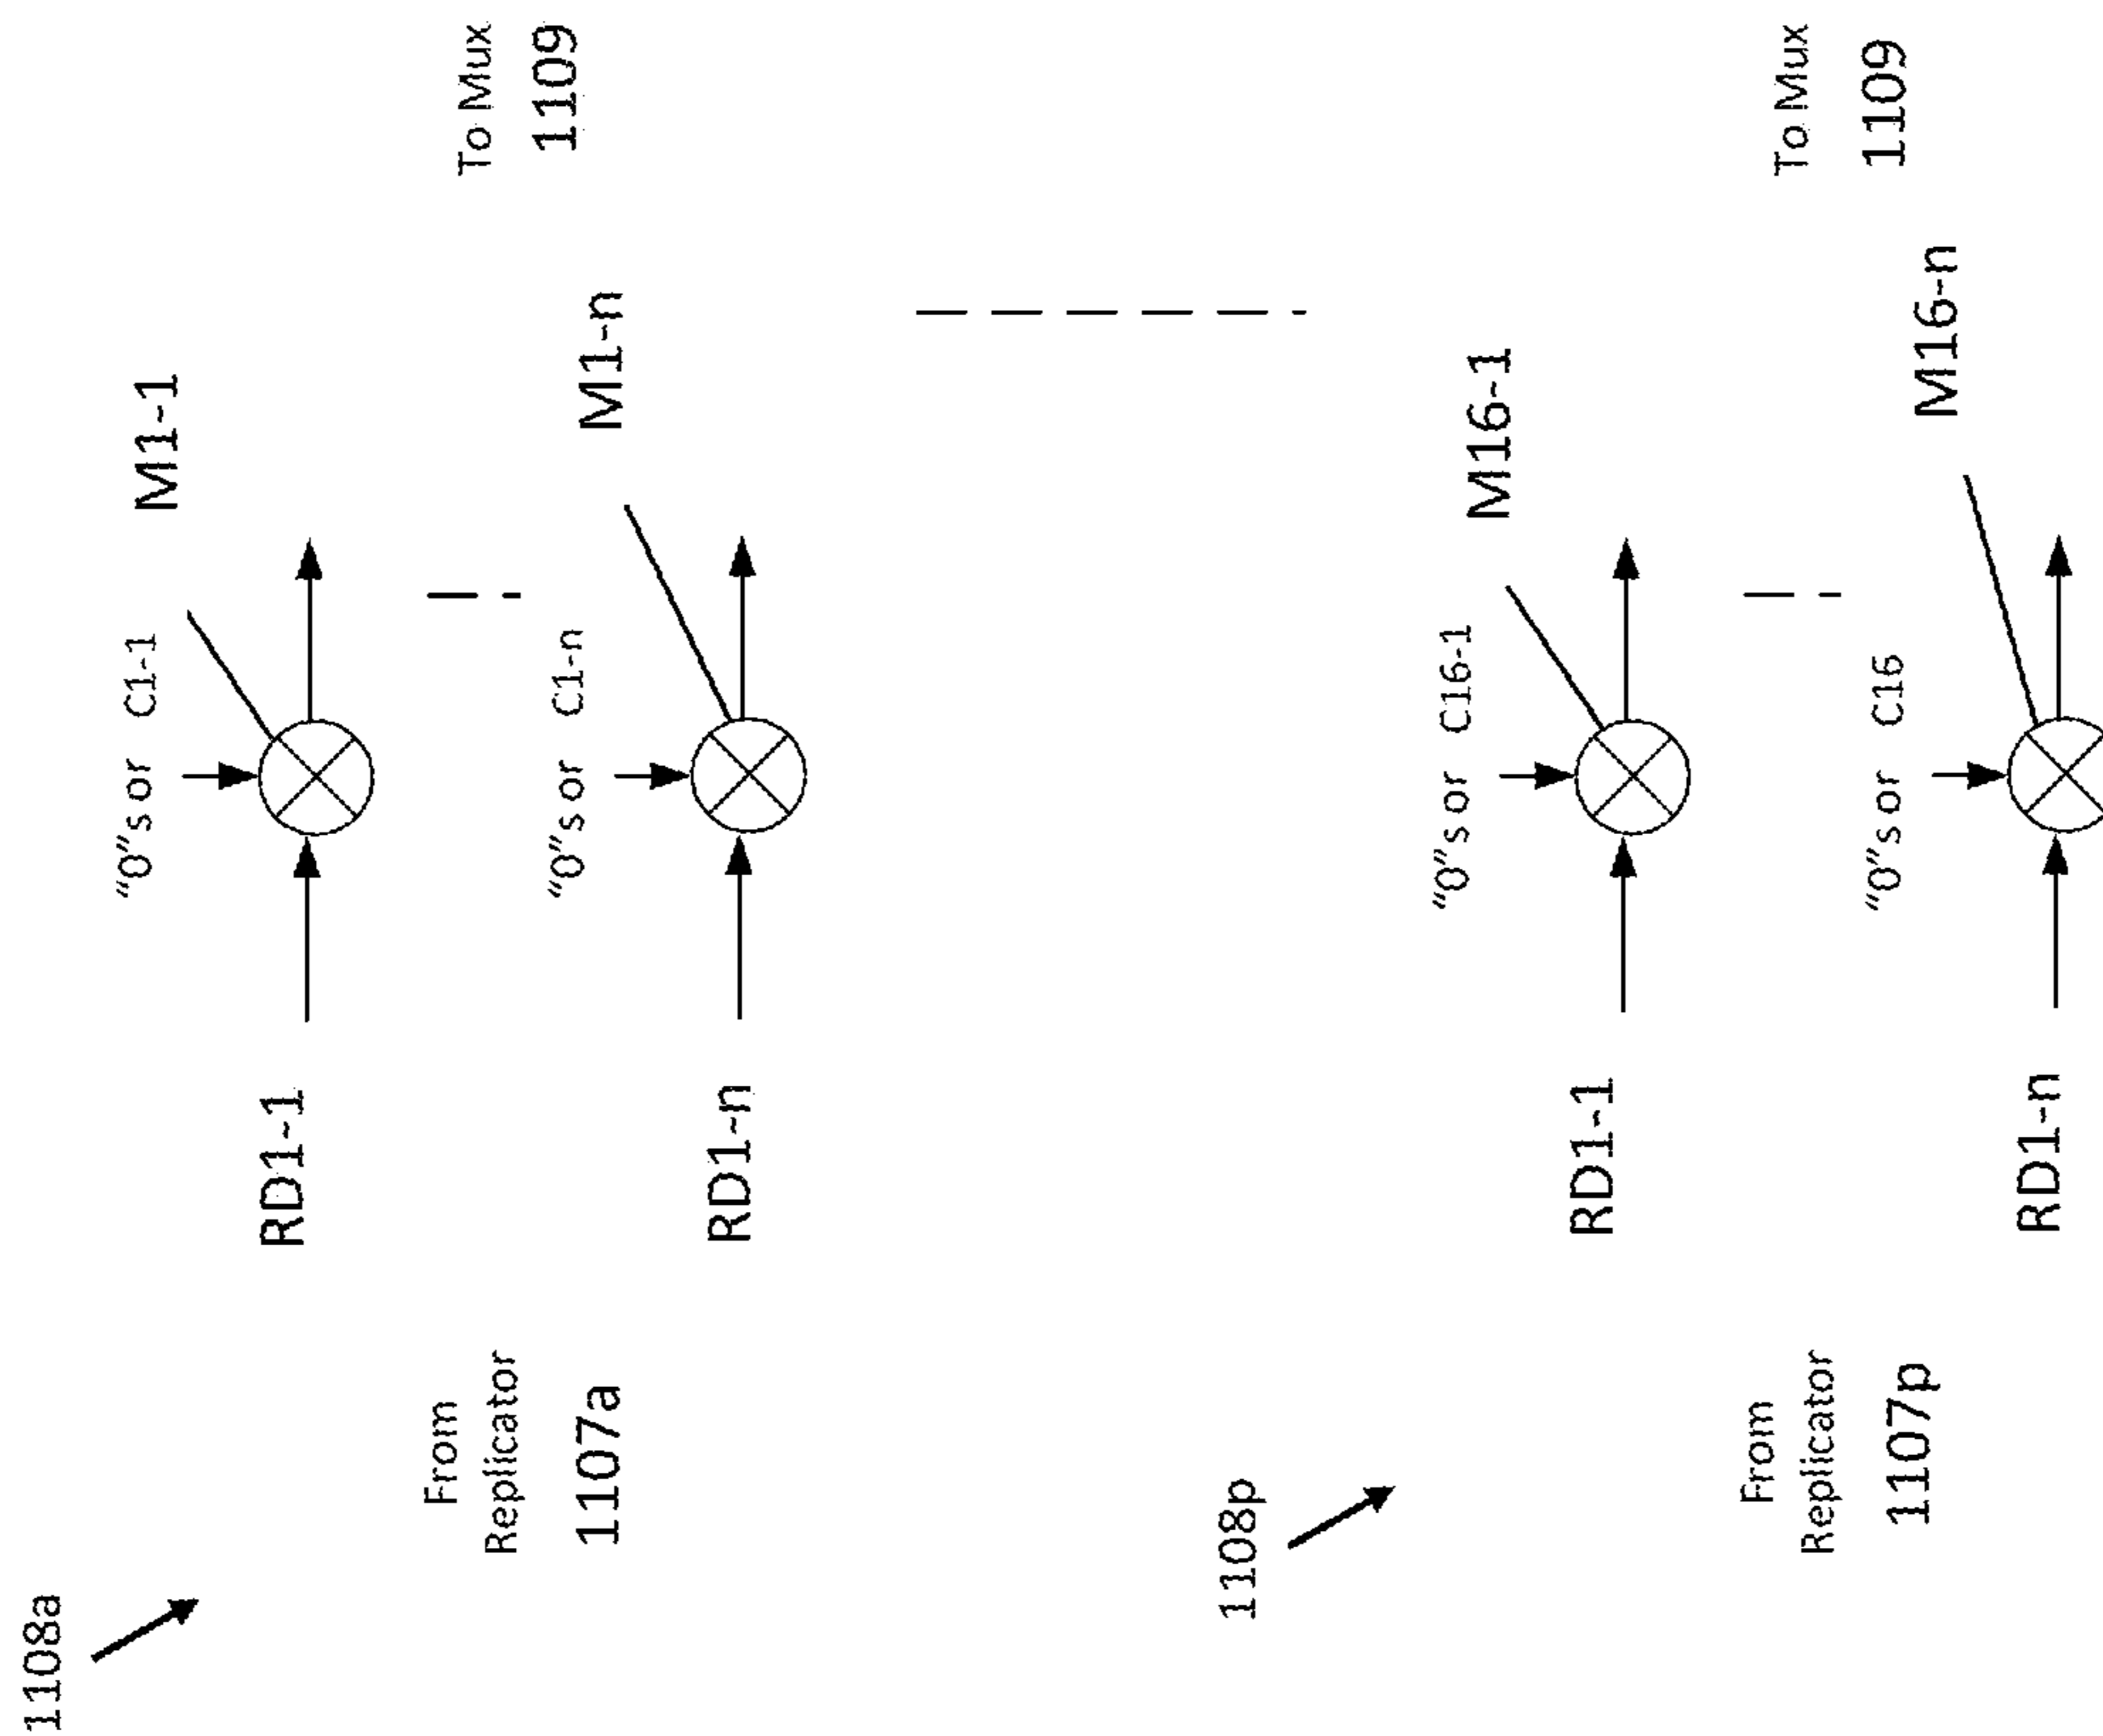 1108a
From
Replicator
1107a
RD1-1
"0"s or C1-1
M1-1
RD1-n
"0"s or C1-n
M1-n
To Mux
1109
1108p
From
Replicator
1107p
RD1-1
"0"s or C16-1
M16-1
RD1-n
"0"s or C16
M16-n
To Mux
1109